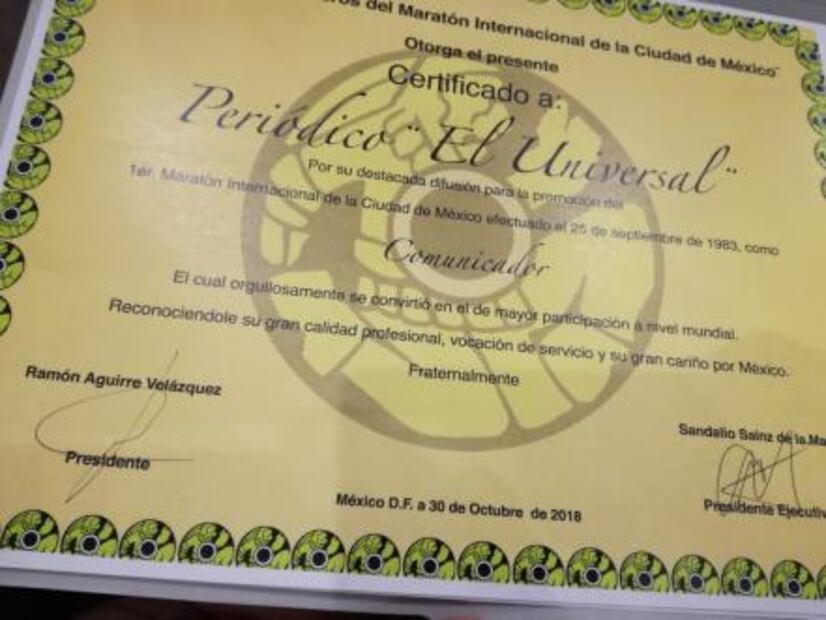 del Maratón Internacional de la Ciudad de México
Otorga el presente
Certificado a:
Periódico "El Universal"
Por su destacada difusión para la promoción del
1er. Maratón Internacional de la Ciudad de México efectuado el 25 de septiembre de 1983, como
Comunicador
El cual orgullosamente se convirtió en el de mayor participación a nivel mundial.
Reconociendole su gran calidad profesional, vocación de servicio y su gran cariño por México.
Fraternalmente
Ramón Aguirre Velázquez
Presidente
Sandalio Sainz de la Ma
Presidente Ejecutiv
México D.F. a 30 de Octubre de 2018